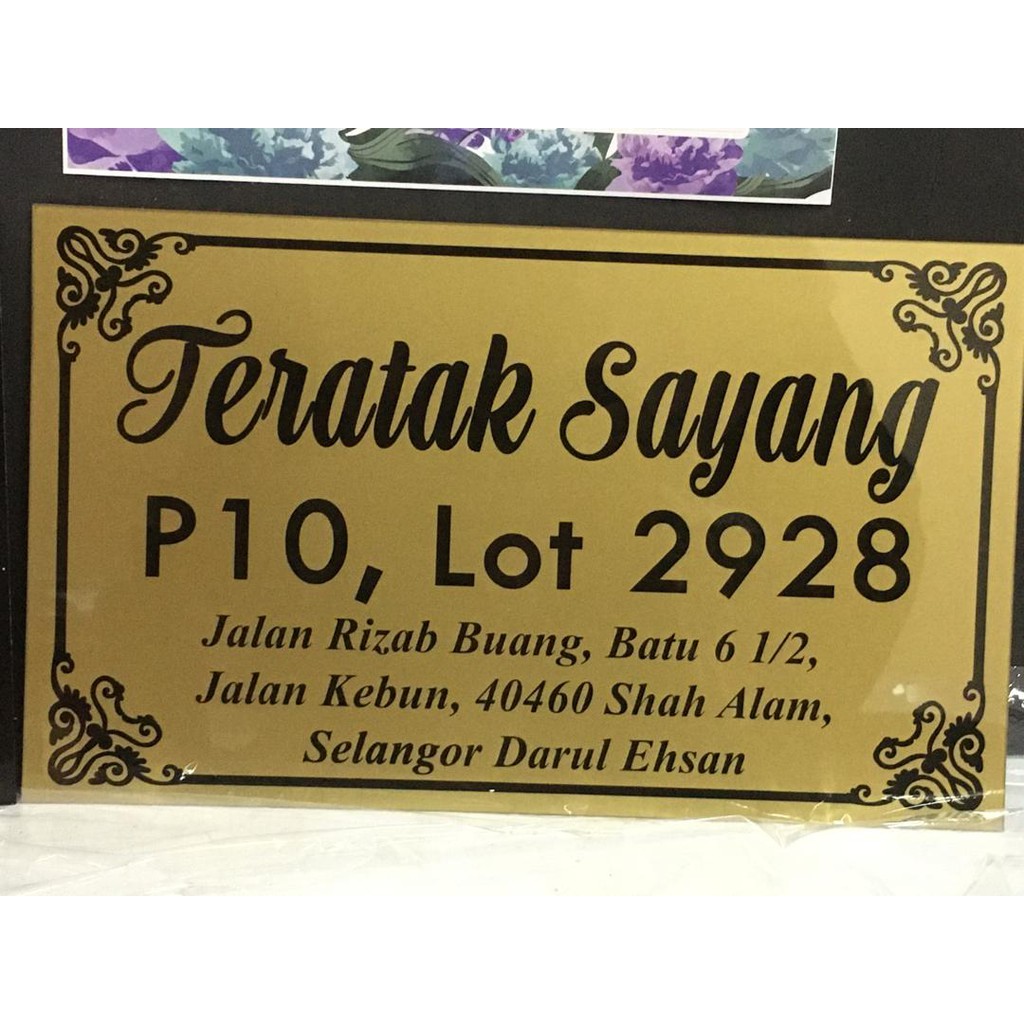 Teratak Sayang
P10, Lot 2928
Jalan Rizab Buang, Batu 6 1/2,
Jalan Kebun, 40460 Shah Alam,
Selangor Darul Ehsan